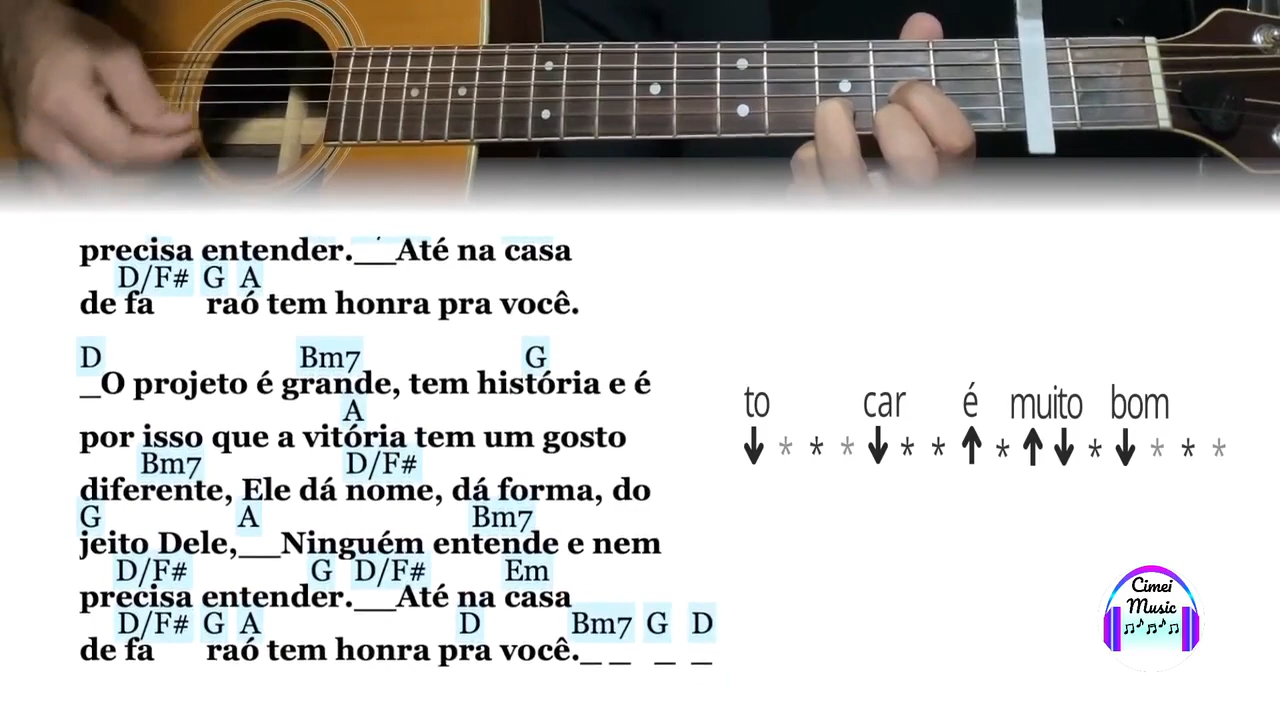 precisa entender.__Até na casa
D/F# G A
de fa raó tem honra pra você.
D Bm7 G
_O projeto é grande, tem história e é
A
por isso que a vitória tem um gosto
Bm7 D/F#
diferente, Ele dá nome, dá forma, do
G A Bm7
jeito Dele,__Ninguém entende e nem
D/F# G D/F# Em
precisa entender.__Até na casa
D/F# G A D Bm7 G D
de fa raó tem honra pra você._ _ _ _
to car é muito bom
↓ * * * ↓ * * ↑ * ↑ ↓ * ↓ * * *
Cimei
Music